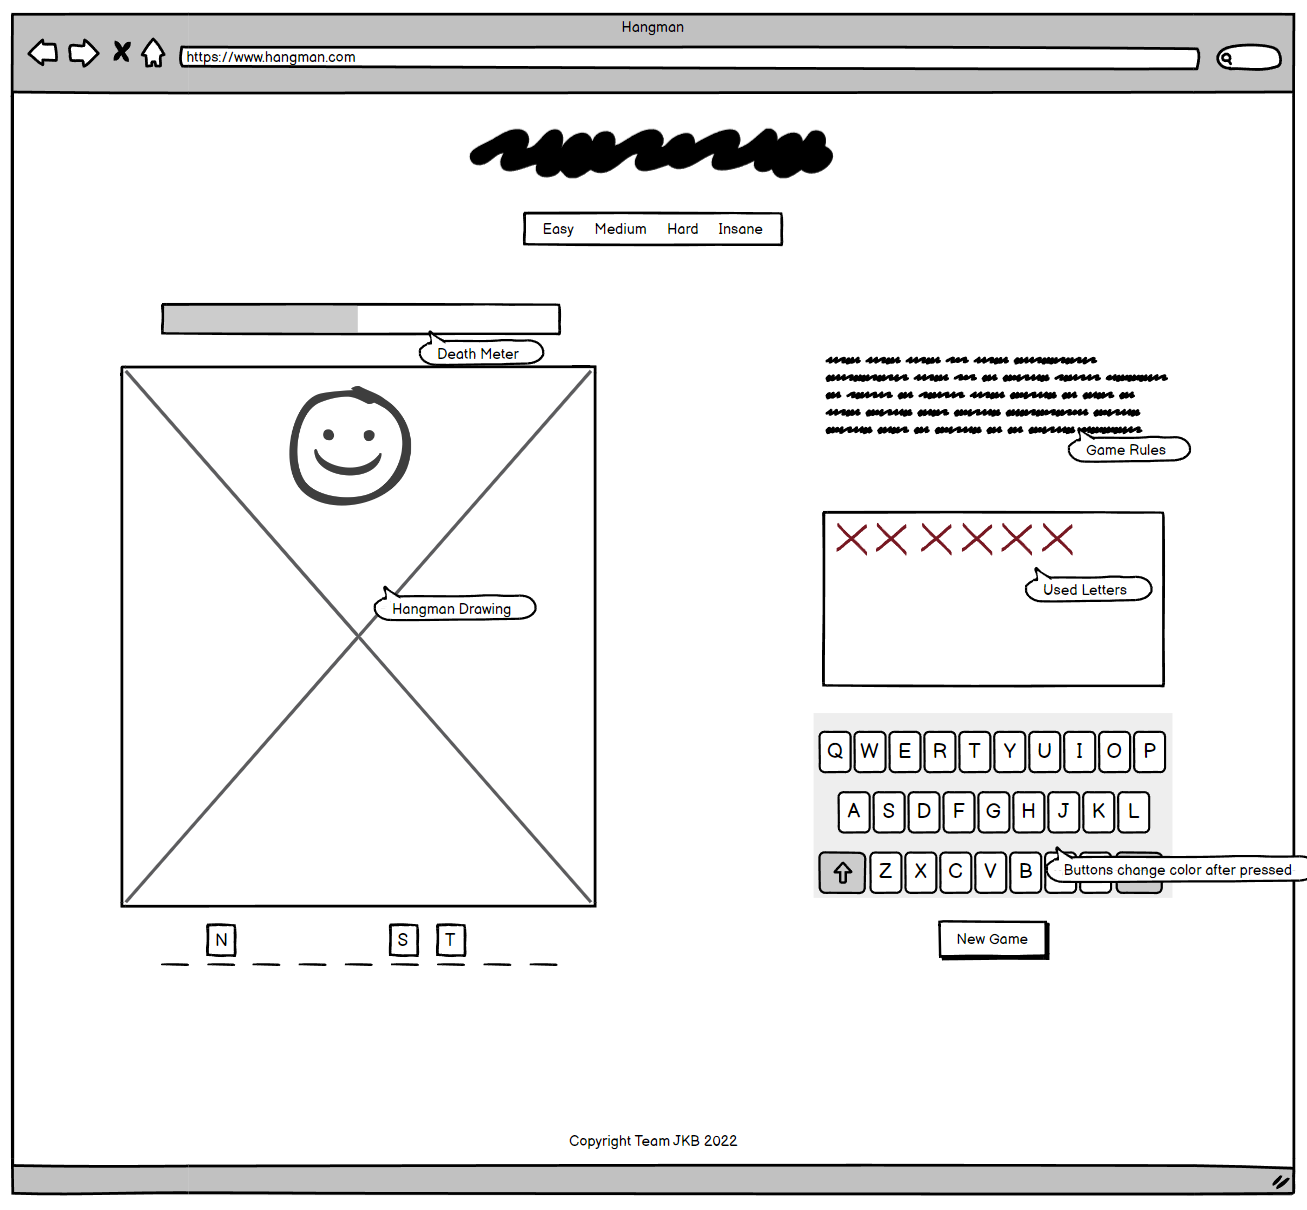 Hangman
https://www.hangman.com
Easy Medium Hard Insane
Death Meter
Hangman Drawing
N S T
Game Rules
Used Letters
Q W E R T Y U I O P
A S D F G H J K L
Z X C V B
Buttons change color after pressed
New Game
Copyright Team JKB 2022